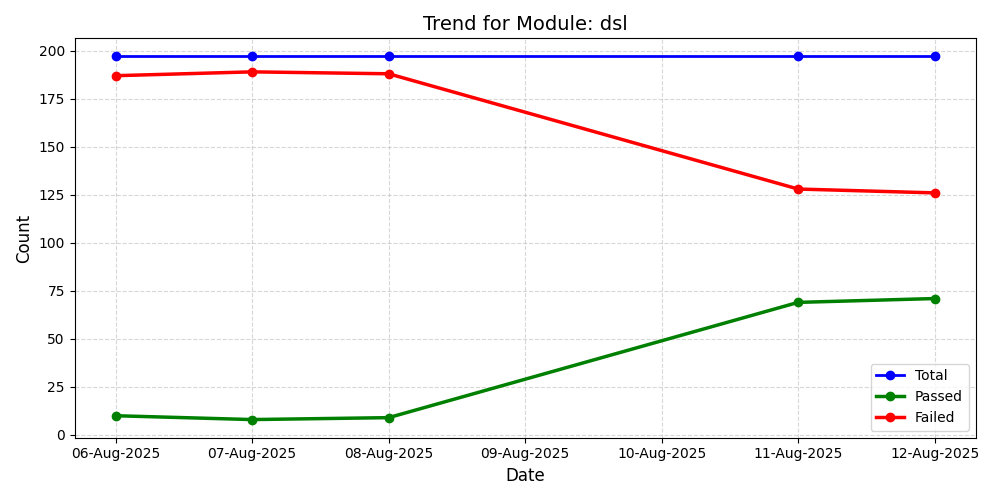 Trend for Module: dsl
200
175
150
125
100
75
50
25
0
Count
Total
Passed
Failed
06-Aug-2025 07-Aug-2025 08-Aug-2025 09-Aug-2025 10-Aug-2025 11-Aug-2025 12-Aug-2025
Date